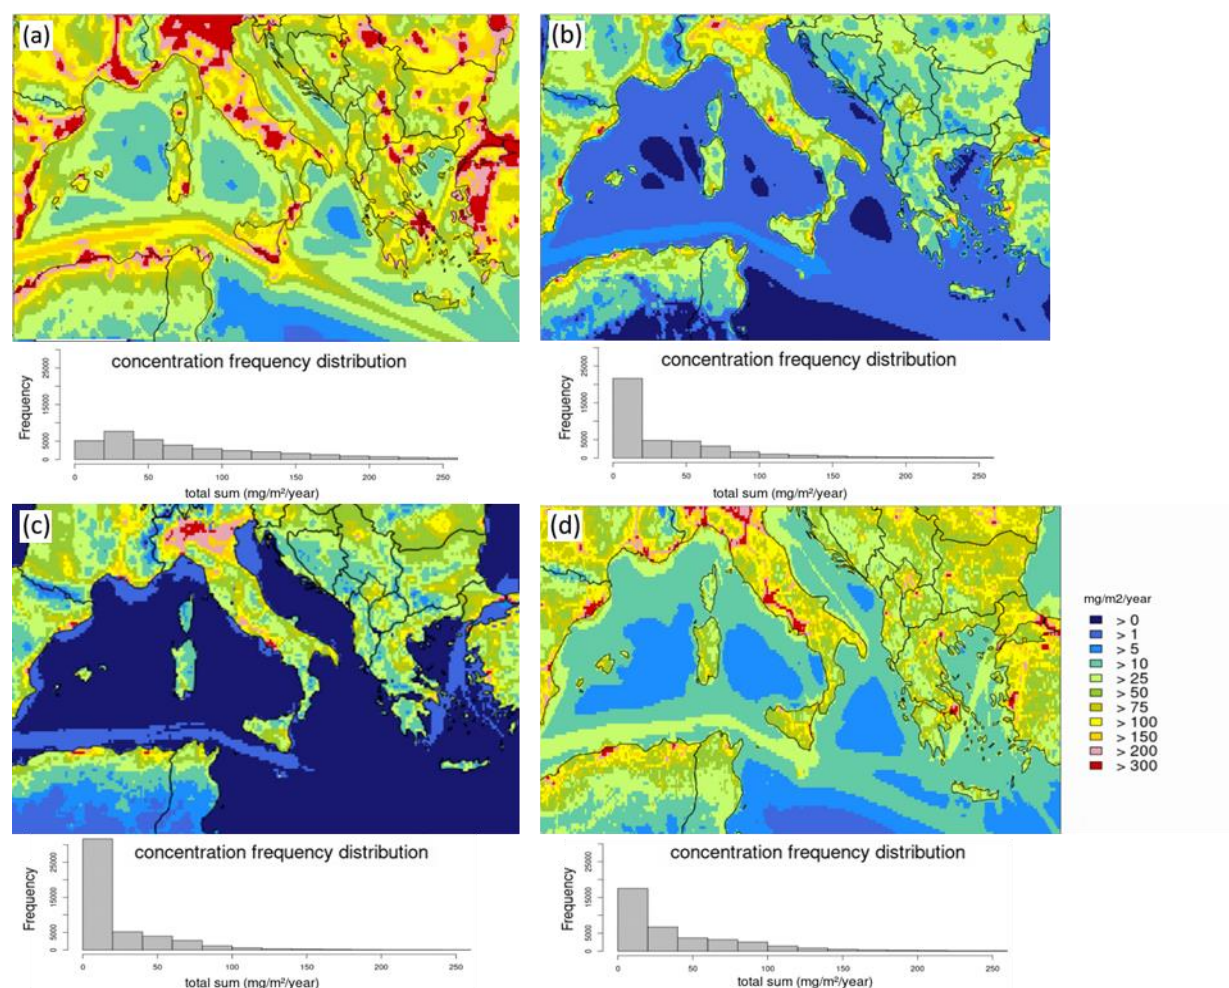 (a)
(b)
concentration frequency distribution
Frequency
25000
15000
5000
0
0 50 100 150 200 250
total sum (mg/m²/year)
concentration frequency distribution
Frequency
25000
15000
5000
0
0 50 100 150 200 250
total sum (mg/m²/year)
(c)
(d)
mg/m2/year
> 0
> 1
> 5
> 10
> 25
> 50
> 75
> 100
> 150
> 200
> 300
concentration frequency distribution
Frequency
25000
15000
5000
0
0 50 100 150 200 250
total sum (mg/m²/year)
concentration frequency distribution
Frequency
25000
15000
5000
0
0 50 100 150 200 250
total sum (mg/m²/year)